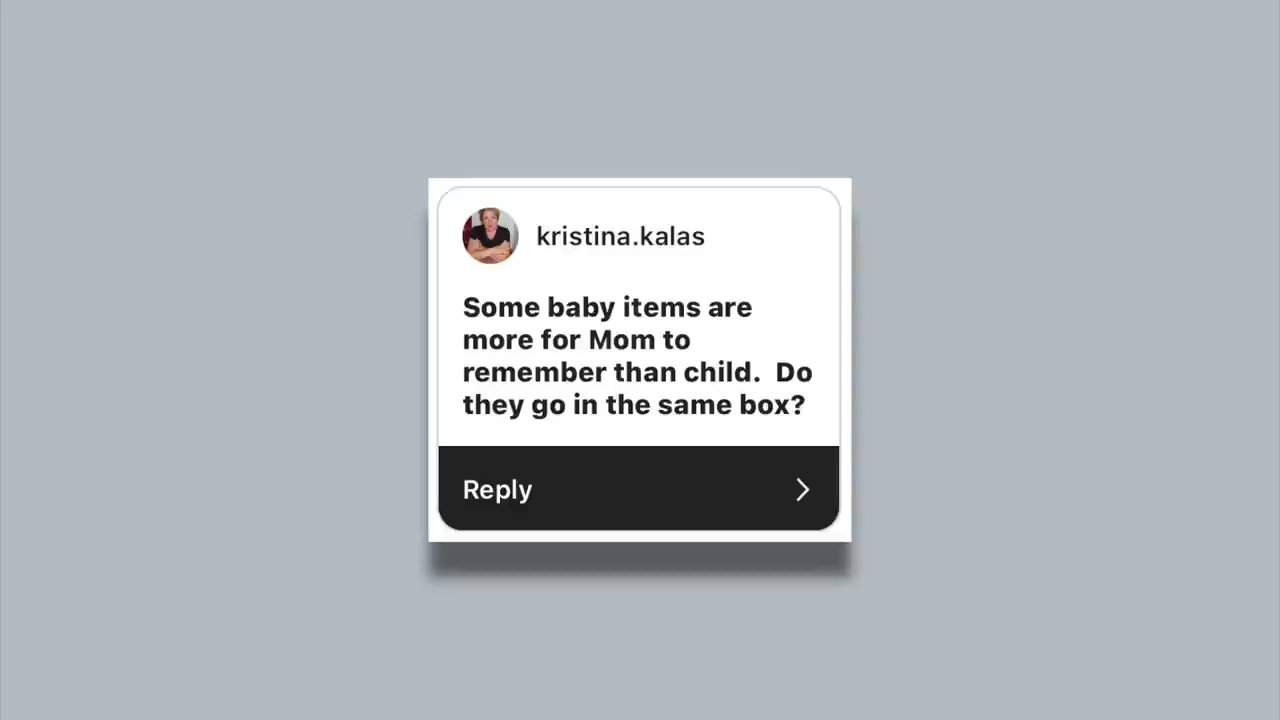 kristina.kalas
Some baby items are
more for Mom to
remember than child.  Do
they go in the same box?
Reply